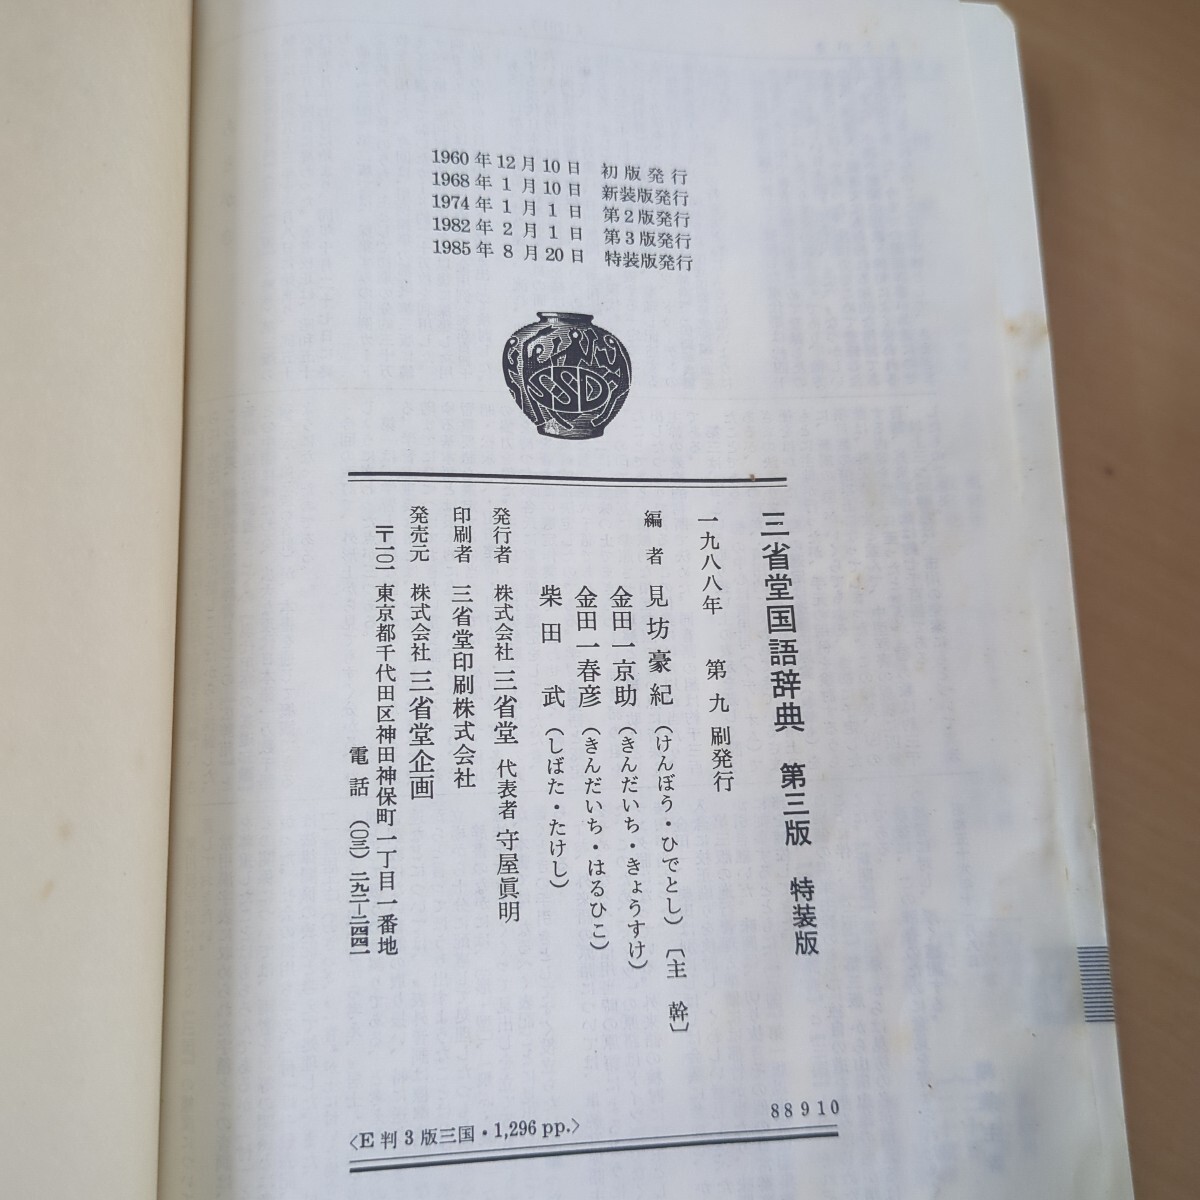 1960年12月10日 初版発行
1968年1月10日 新装版発行
1974年1月1日 第2版発行
1982年2月1日 第3版発行
1985年8月20日 特装版発行
SSD
三省堂国語辞典 第三版 特装版
一九八八年 第九刷発行
編者 見坊豪紀(けんぼう・ひでとし)〔主幹〕
金田一京助(きんだいち・きょうすけ)
金田一春彦(きんだいち・はるひこ)
柴田武(しばた・たけし)
発行者 株式会社三省堂 代表者守屋眞明
印刷者 三省堂印刷株式会社
発売元 株式会社三省堂企画
〒一〇一 東京都千代田区神田神保町一丁目一番地
電話 (〇三)二九二―二四四一
88910
〈E判3版三国・1,296 pp.〉